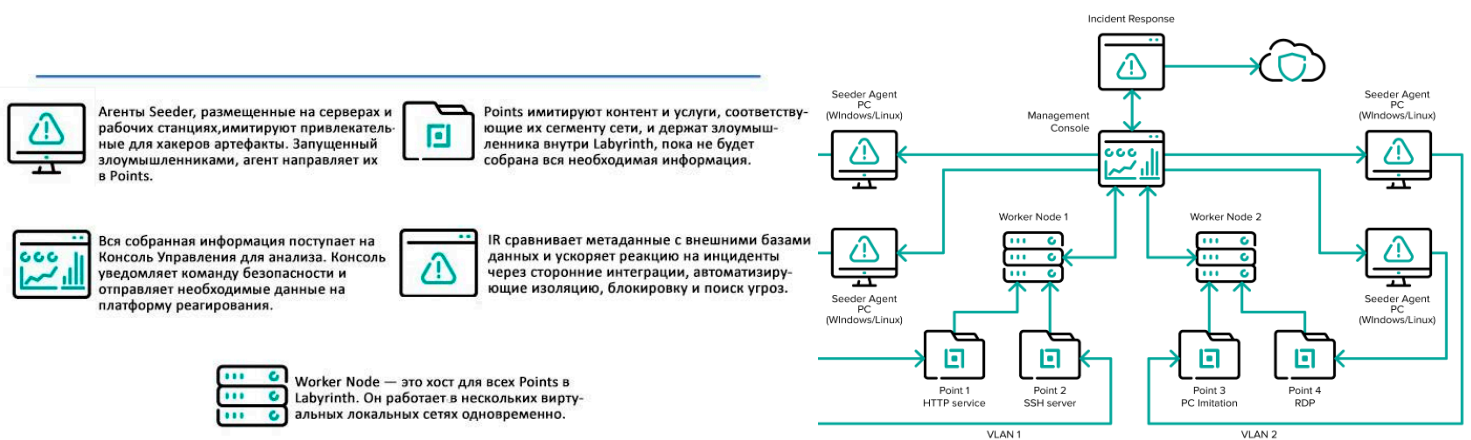 Агенты Seeder, размещенные на серверах и
рабочих станциях,имитируют привлекатель-
ные для хакеров артефакты. Запущенный
злоумышленниками, агент направляет их
в Points.
Points имитируют контент и услуги, соответству-
ющие их сегменту сети, и держат злоумыш-
ленника внутри Labyrinth, пока не будет
собрана вся необходимая информация.
Вся собранная информация поступает на
Консоль Управления для анализа. Консоль
уведомляет команду безопасности и
отправляет необходимые данные на
платформу реагирования.
IR сравнивает метаданные с внешними базами
данных и ускоряет реакцию на инциденты
через сторонние интеграции, автоматизиру-
ющие изоляцию, блокировку и поиск угроз.
Worker Node — это хост для всех Points в
Labyrinth. Он работает в нескольких вирту-
альных локальных сетях одновременно.
Incident Response
Seeder Agent
PC
(WIndows/Linux)
Management
Console
Seeder Agent
PC
(WIndows/Linux)
Worker Node 1
Worker Node 2
Seeder Agent
PC
(WIndows/Linux)
Seeder Agent
PC
(WIndows/Linux)
Point 1
HTTP service
Point 2
SSH server
Point 3
PC Imitation
Point 4
RDP
VLAN 1
VLAN 2